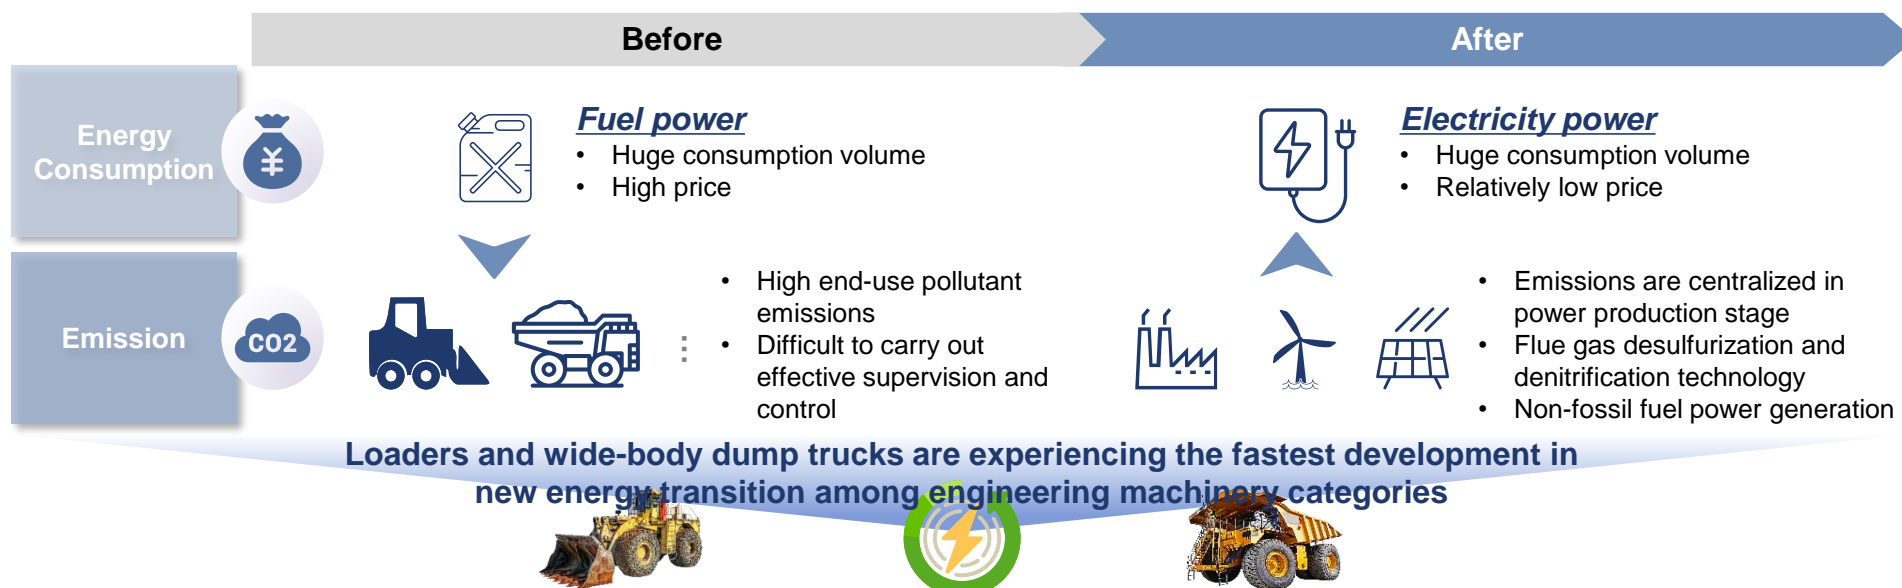 Before
After
Energy
Consumption
¥
Fuel power
• Huge consumption volume
• High price
Electricity power
• Huge consumption volume
• Relatively low price
Emission
CO2
• High end-use pollutant
emissions
• Difficult to carry out
effective supervision and
control
• Emissions are centralized in
power production stage
• Flue gas desulfurization and
denitrification technology
• Non-fossil fuel power generation
Loaders and wide-body dump trucks are experiencing the fastest development in
new energy transition among engineering machinery categories